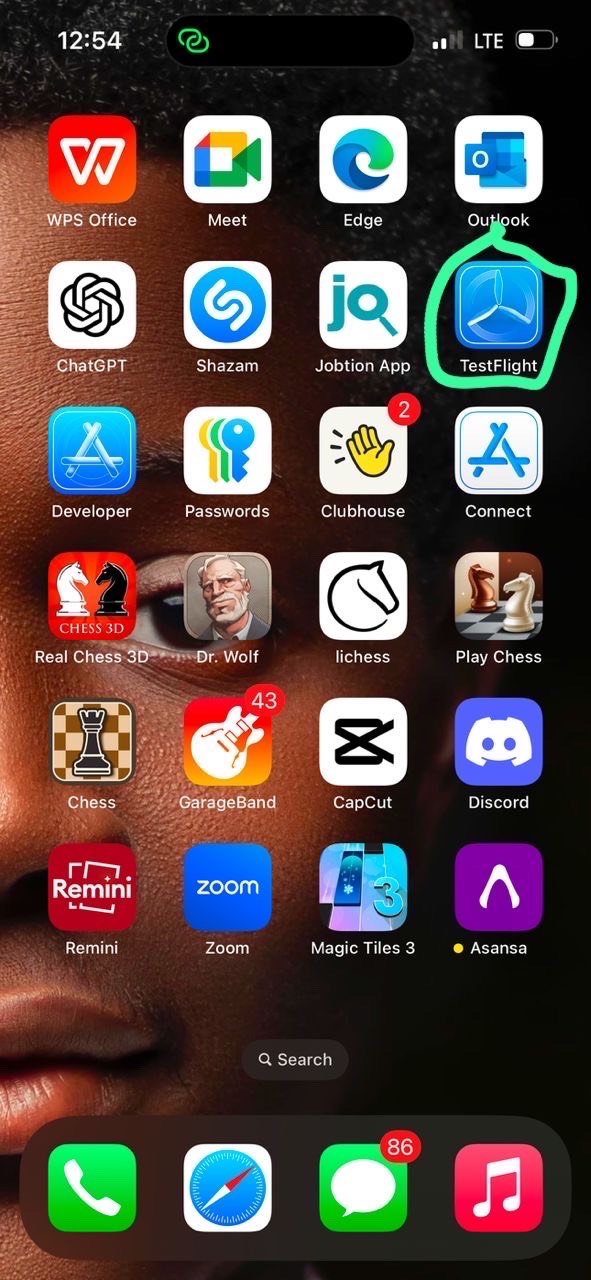 12:54 LTE
WPS Office Meet Edge Outlook
ChatGPT Shazam Jobtion App TestFlight
2
Developer Passwords Clubhouse Connect
CHESS 3D
Real Chess 3D Dr. Wolf lichess Play Chess
43
Chess GarageBand CapCut Discord
Remini zoom 3
Remini Zoom Magic Tiles 3 Asansa
Search
86